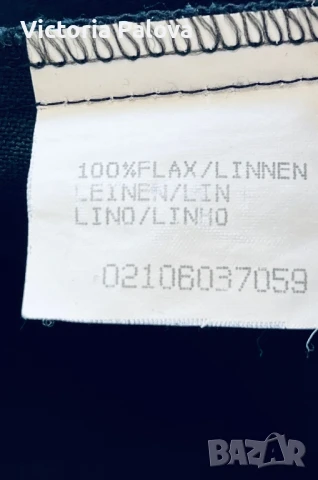 Victoria Palova
100%FLAX/LINNEN
LEINEN/LIN
LINO/LINHO
02106037059
BAZAR